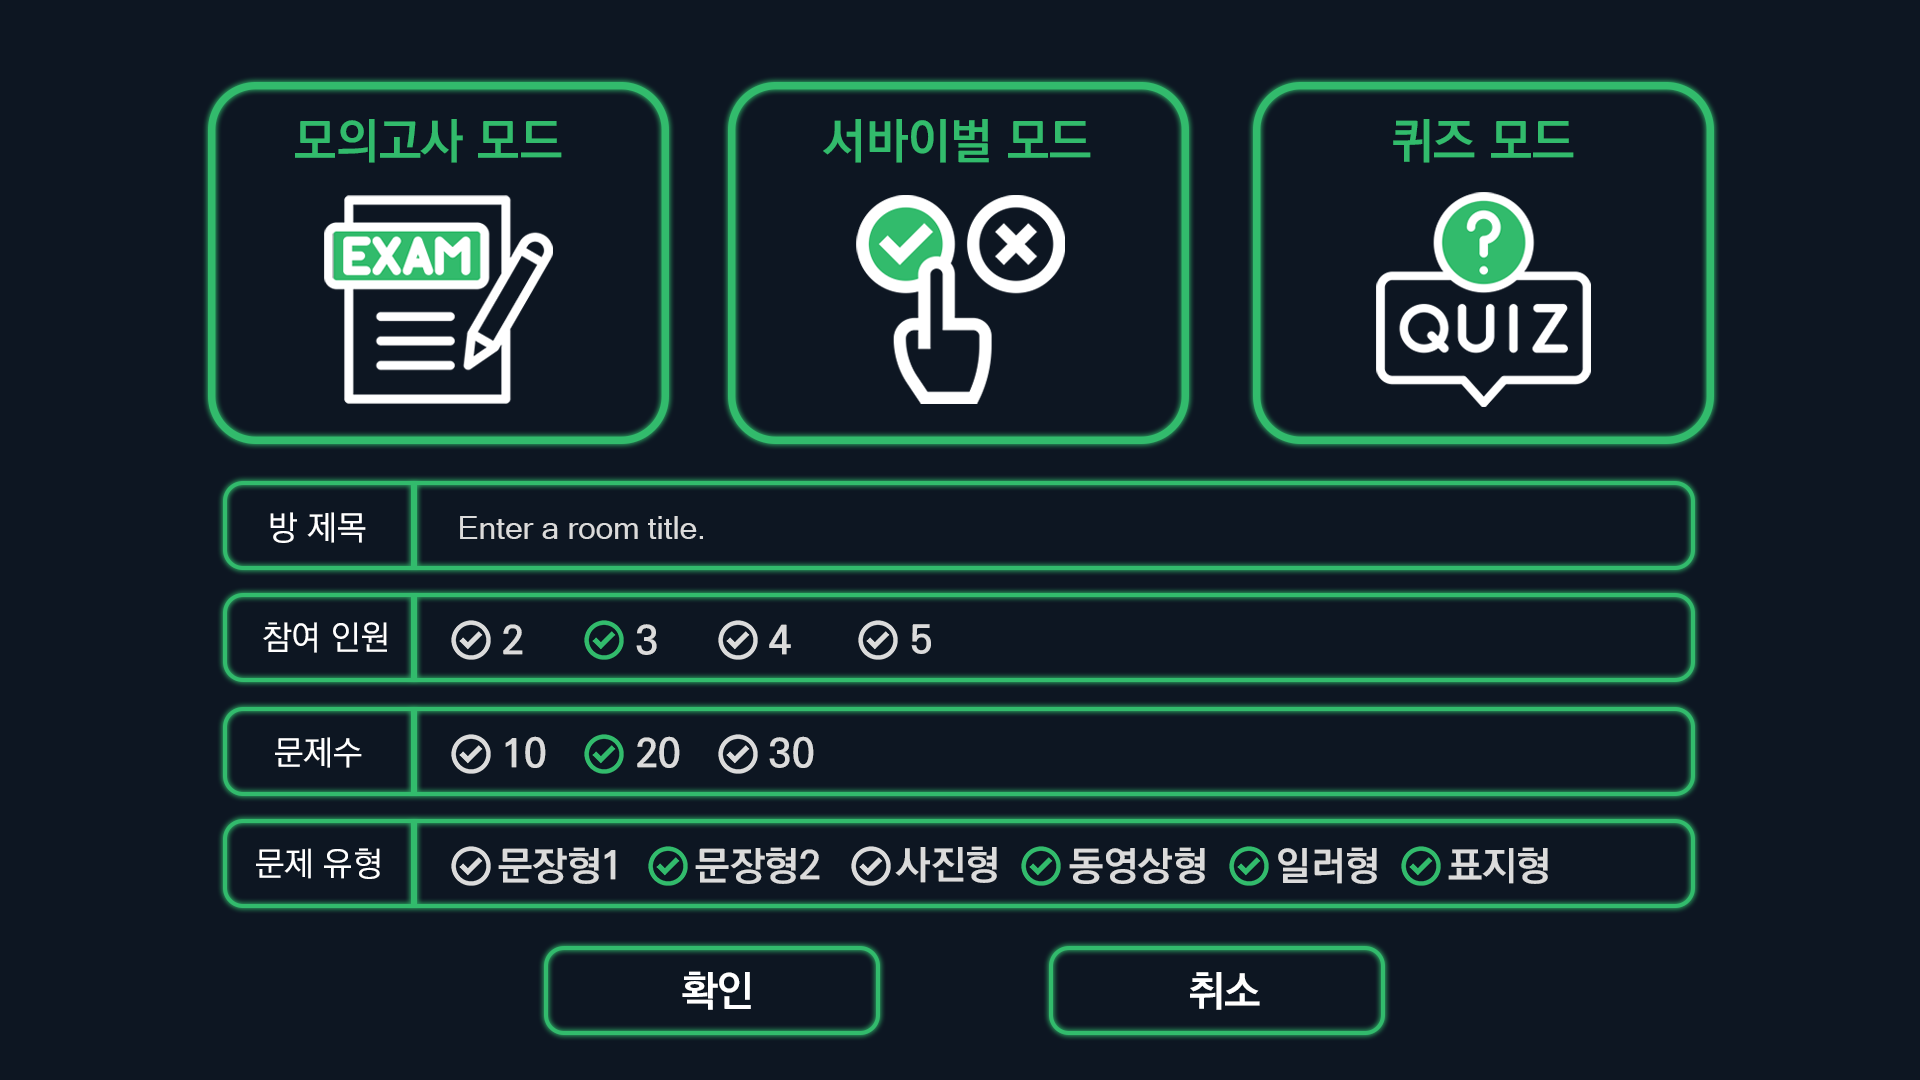 모의고사 모드
서바이벌 모드
퀴즈 모드
EXAM
?
QUIZ
방 제목 Enter a room title.
참여 인원 2 3 4 5
문제수 10 20 30
문제 유형 문장형1 문장형2 사진형 동영상형 일러형 표지형
확인 취소